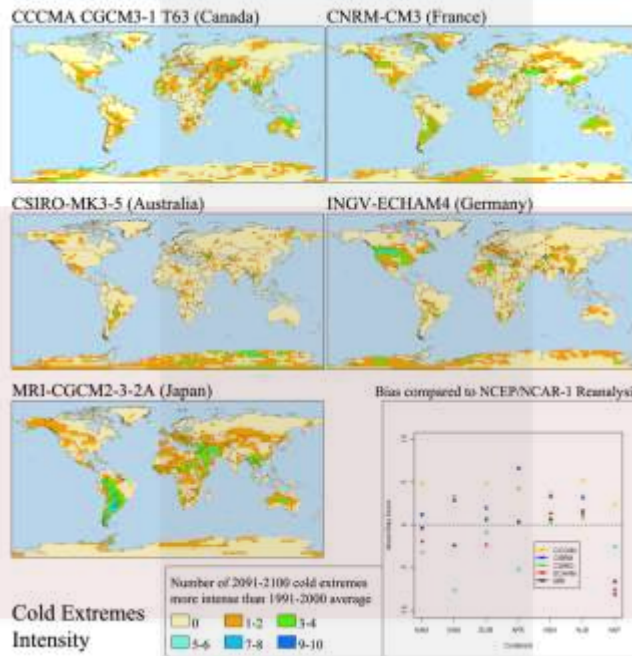 CCCMA CGCM3-1 T63 (Canada)
CNRM-CM3 (France)
CSIRO-MK3-5 (Australia)
INGV-ECHAM4 (Germany)
MRI-CGCM2-3-2A (Japan)
Bias compared to NCEP/NCAR-1 Reanalysis
Number of 2091-2100 cold extremes
more intense than 1991-2000 average
0 1-2 3-4
5-6 7-8 9-10
Cold Extremes
Intensity